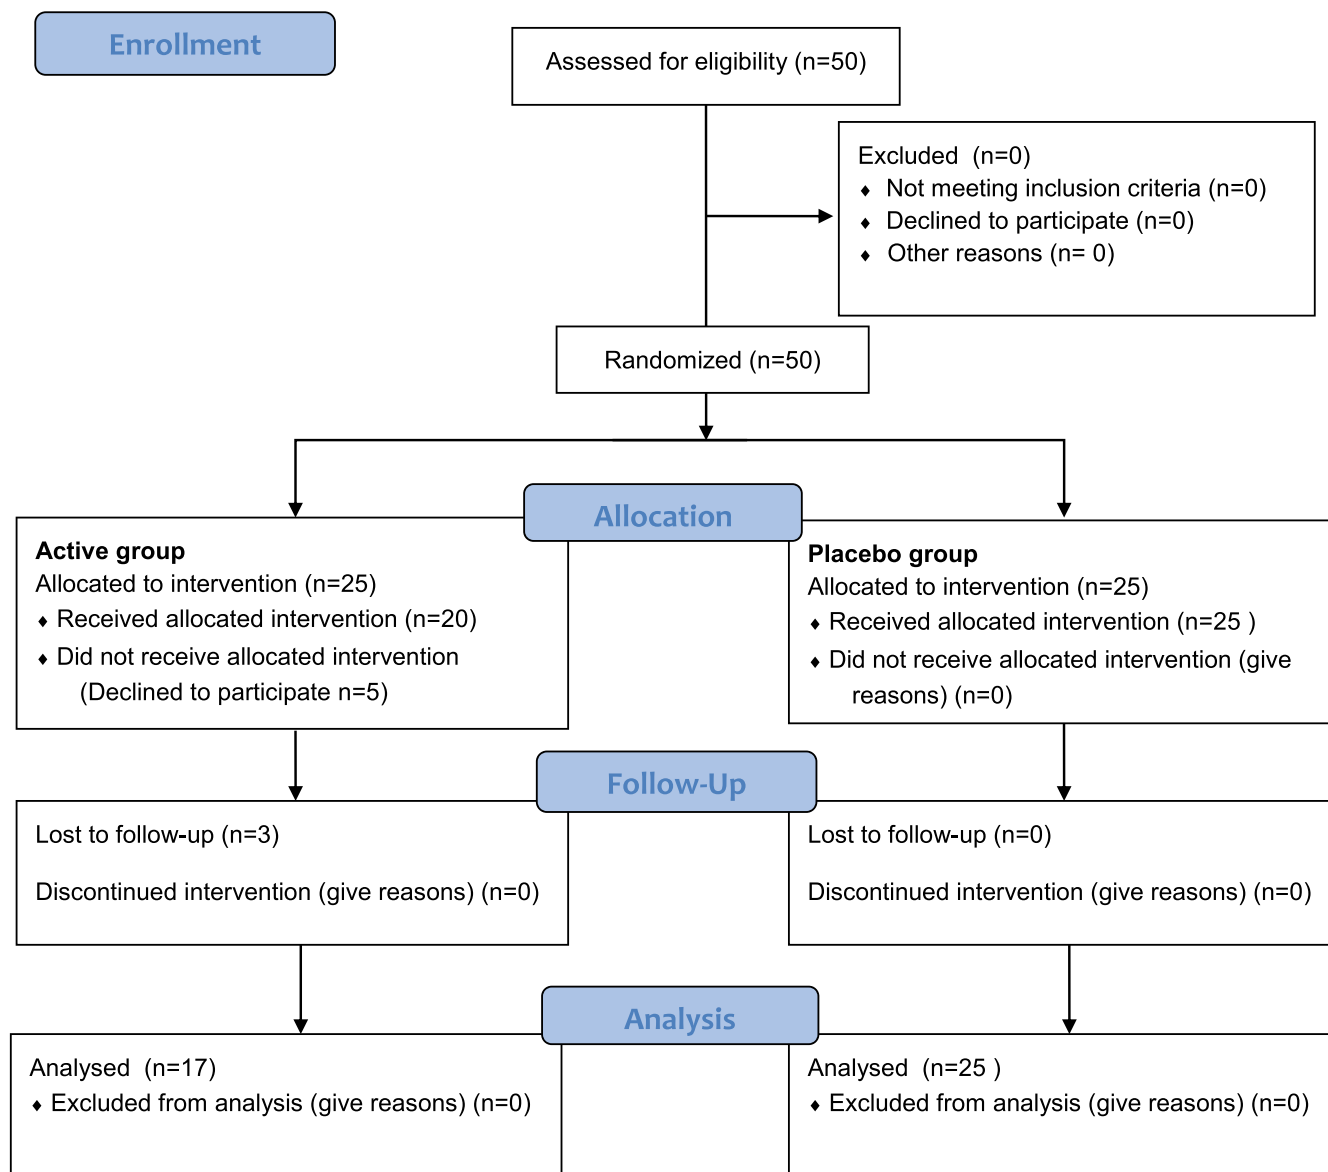 Enrollment
Assessed for eligibility (n=50)
Excluded  (n=0)
♦ Not meeting inclusion criteria (n=0)
♦ Declined to participate (n=0)
♦ Other reasons (n= 0)
Randomized (n=50)
Allocation
Active group
Allocated to intervention (n=25)
♦ Received allocated intervention (n=20)
♦ Did not receive allocated intervention
(Declined to participate n=5)
Placebo group
Allocated to intervention (n=25)
♦ Received allocated intervention (n=25 )
♦ Did not receive allocated intervention (give
reasons) (n=0)
Follow-Up
Lost to follow-up (n=3)
Discontinued intervention (give reasons) (n=0)
Lost to follow-up (n=0)
Discontinued intervention (give reasons) (n=0)
Analysis
Analysed  (n=17)
♦ Excluded from analysis (give reasons) (n=0)
Analysed  (n=25 )
♦ Excluded from analysis (give reasons) (n=0)